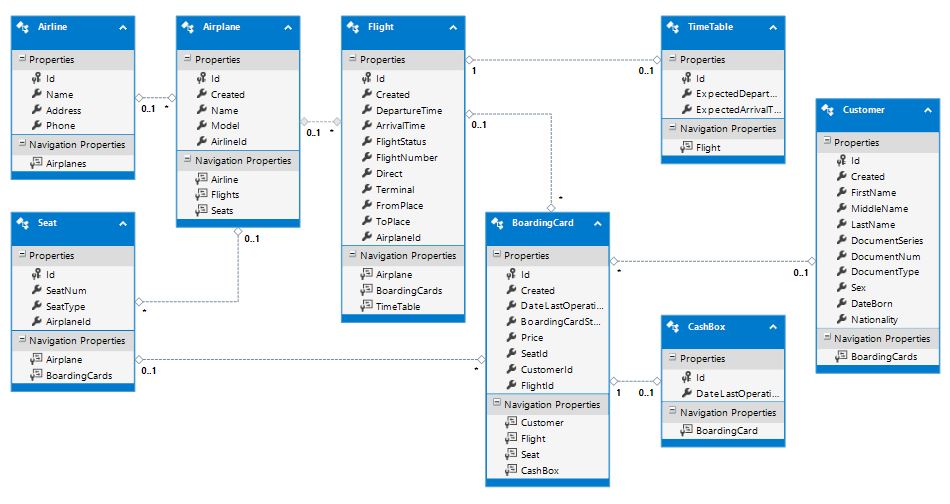 Airline
Properties
Id
Name
Address
Phone
Navigation Properties
Airplanes
0..1
*
Airplane
Properties
Id
Created
Name
Model
AirlineId
Navigation Properties
Airline
Flights
Seats
0..1
*
0..1
*
Flight
Properties
Id
Created
DepartureTime
ArrivalTime
FlightStatus
FlightNumber
Direct
Terminal
FromPlace
ToPlace
AirplaneId
Navigation Properties
Airplane
BoardingCards
TimeTable
1
0..1
0..1
*
TimeTable
Properties
Id
ExpectedDepart...
ExpectedArrivalT...
Navigation Properties
Flight
Customer
Properties
Id
Created
FirstName
MiddleName
LastName
DocumentSeries
DocumentNum
DocumentType
Sex
DateBorn
Nationality
Navigation Properties
BoardingCards
Seat
Properties
Id
SeatNum
SeatType
AirplaneId
Navigation Properties
Airplane
BoardingCards
0..1
*
BoardingCard
Properties
Id
Created
DateLastOperati...
BoardingCardSt...
Price
SeatId
CustomerId
FlightId
Navigation Properties
Customer
Flight
Seat
CashBox
*
0..1
1
0..1
CashBox
Properties
Id
DateLastOperati...
Navigation Properties
BoardingCard